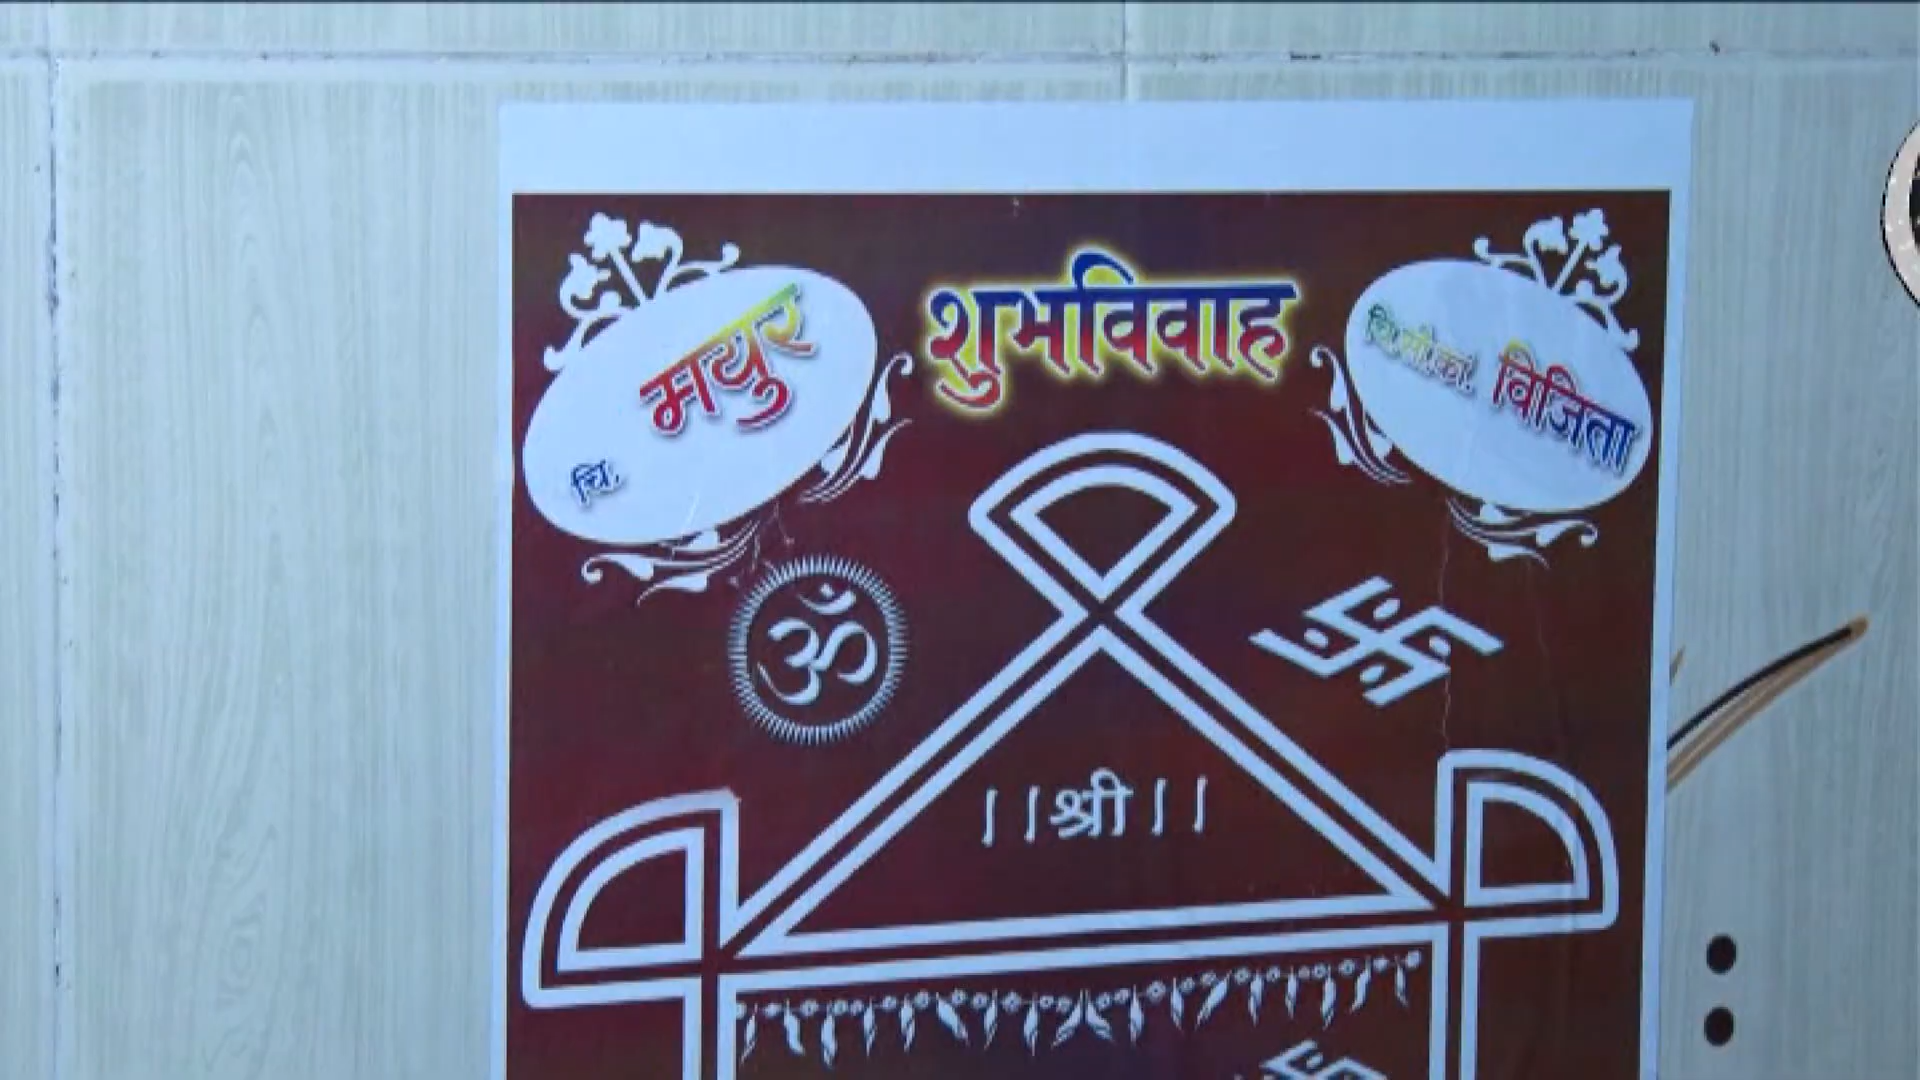 चि. मयुर
शुभविवाह
चि.सौ.कां. विजिता
ॐ
||श्री||